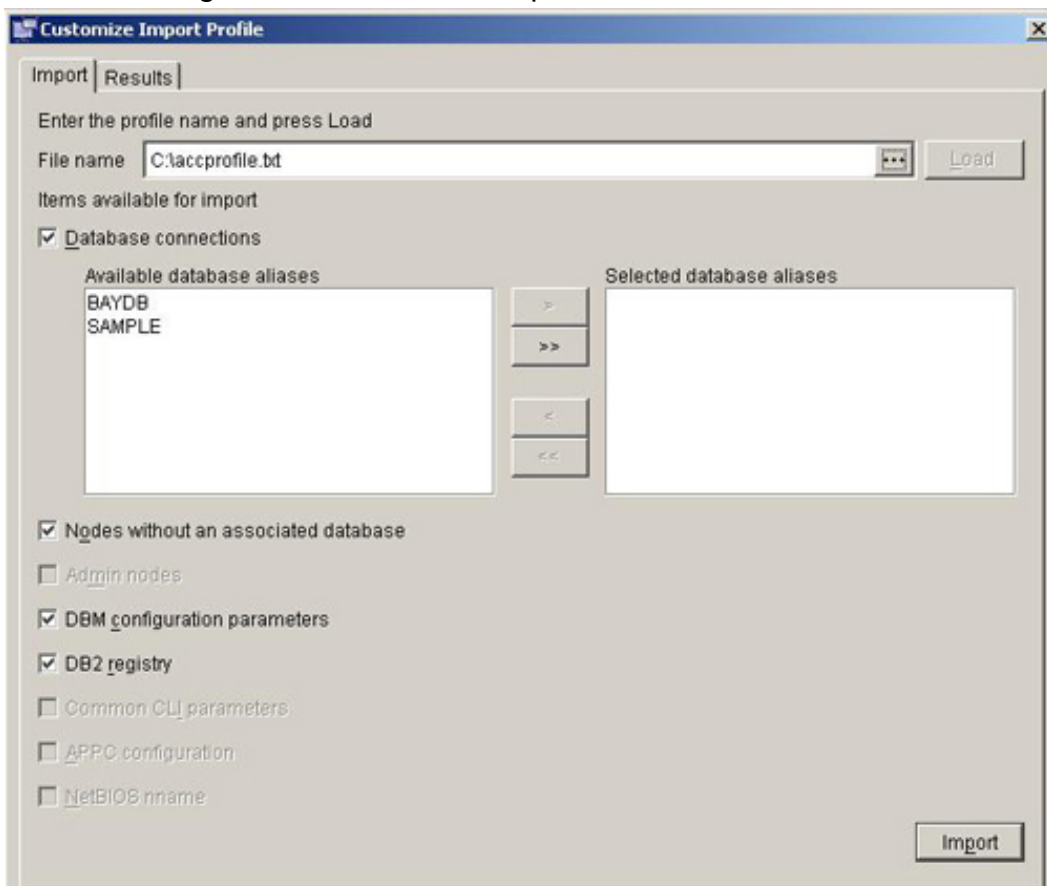 Customize Import Profile
Import Results
Enter the profile name and press Load
File name C:\accprofile.txt ... Load
Items available for import
Database connections
Available database aliases Selected database aliases
BAYDB
SAMPLE
>
>>
<
<<
Nodes without an associated database
Admin nodes
DBM configuration parameters
DB2 registry
Common CLI parameters
APPC configuration
NetBIOS nname
Import